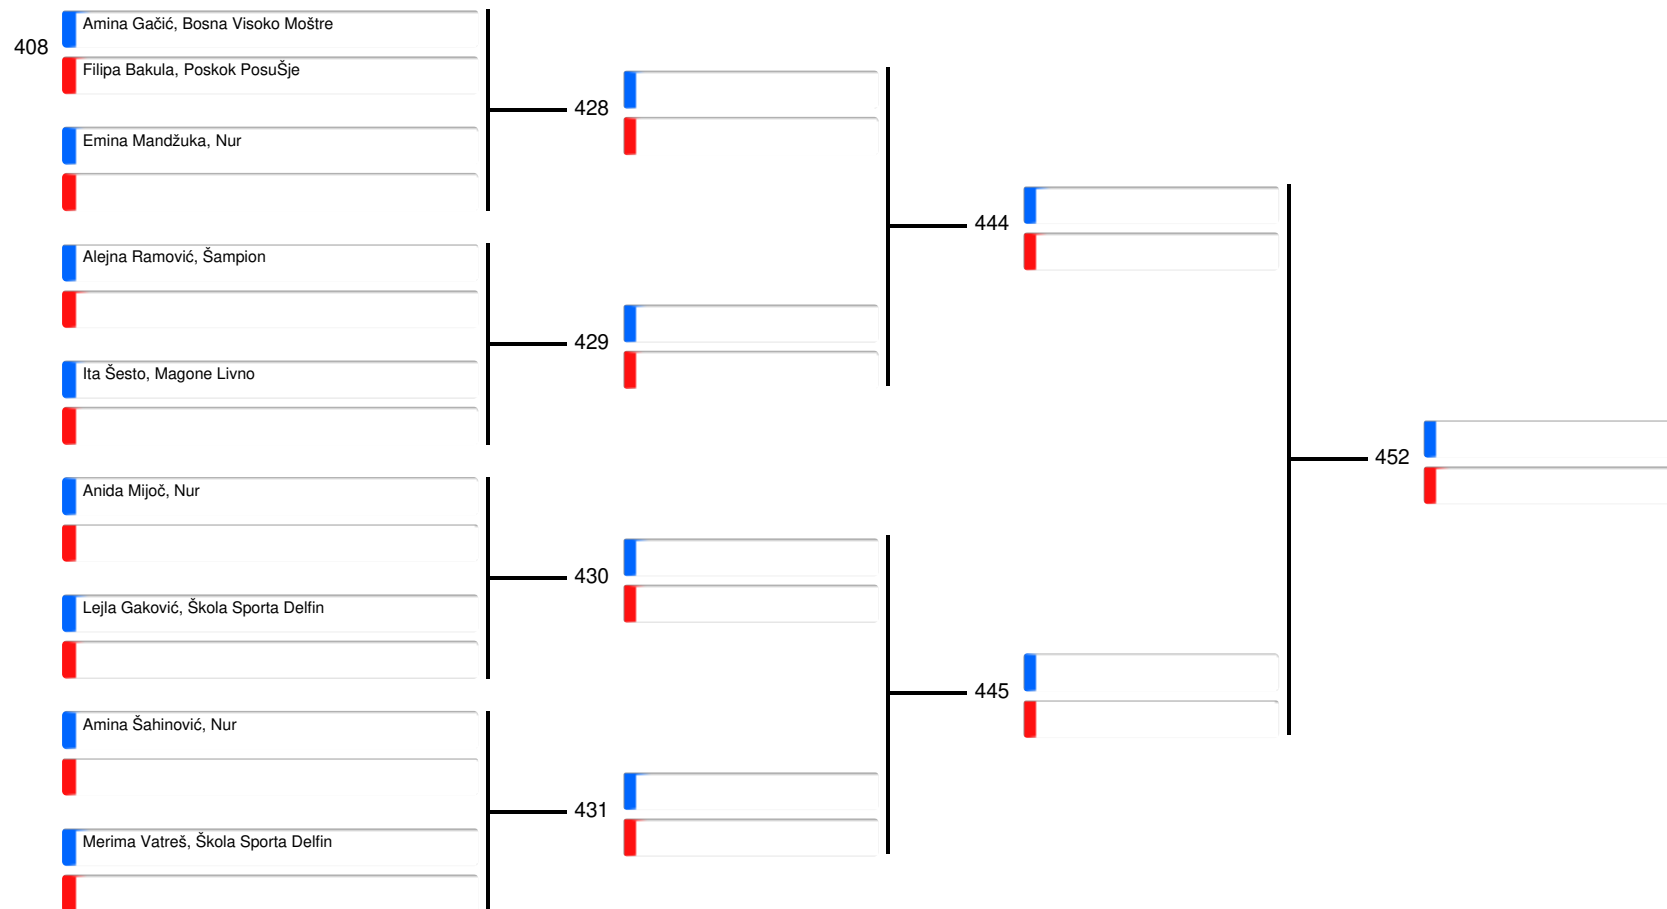 Amina Gačić, Bosna Visoko Moštre
408
Filipa Bakula, Poskok PosuŠje
428
Emina Mandžuka, Nur
444
Alejna Ramović, Šampion
429
Ita Šesto, Magone Livno
452
Anida Mijoč, Nur
430
Lejla Gaković, Škola Sporta Delfin
445
Amina Šahinović, Nur
431
Merima Vatreš, Škola Sporta Delfin